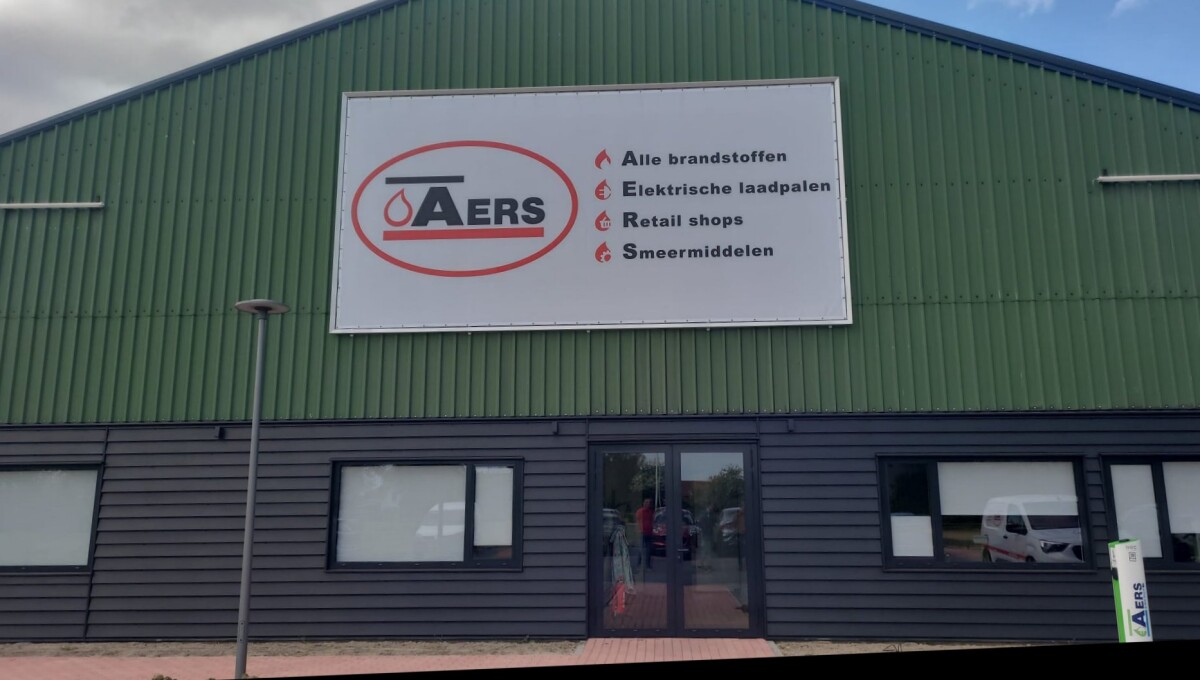 AERS
Alle brandstoffen
Elektrische laadpalen
Retail shops
Smeermiddelen
AERS